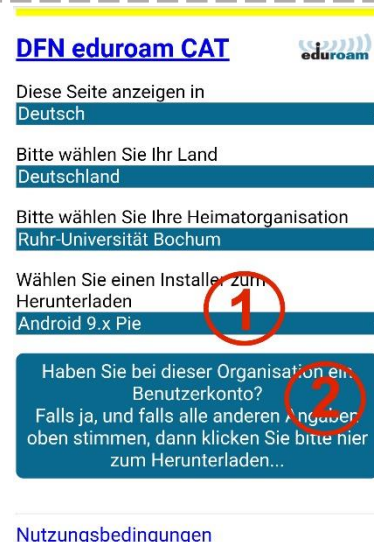 DFN eduroam CAT
eduroam
Diese Seite anzeigen in
Deutsch
Bitte wählen Sie Ihr Land
Deutschland
Bitte wählen Sie Ihre Heimatorganisation
Ruhr-Universität Bochum
Wählen Sie einen Installer zum
Herunterladen
Android 9.x Pie
1
Haben Sie bei dieser Organisation ein
Benutzerkonto?
2
Falls ja, und falls alle anderen Angaben
oben stimmen, dann klicken Sie bitte hier
zum Herunterladen...
Nutzungsbedingungen